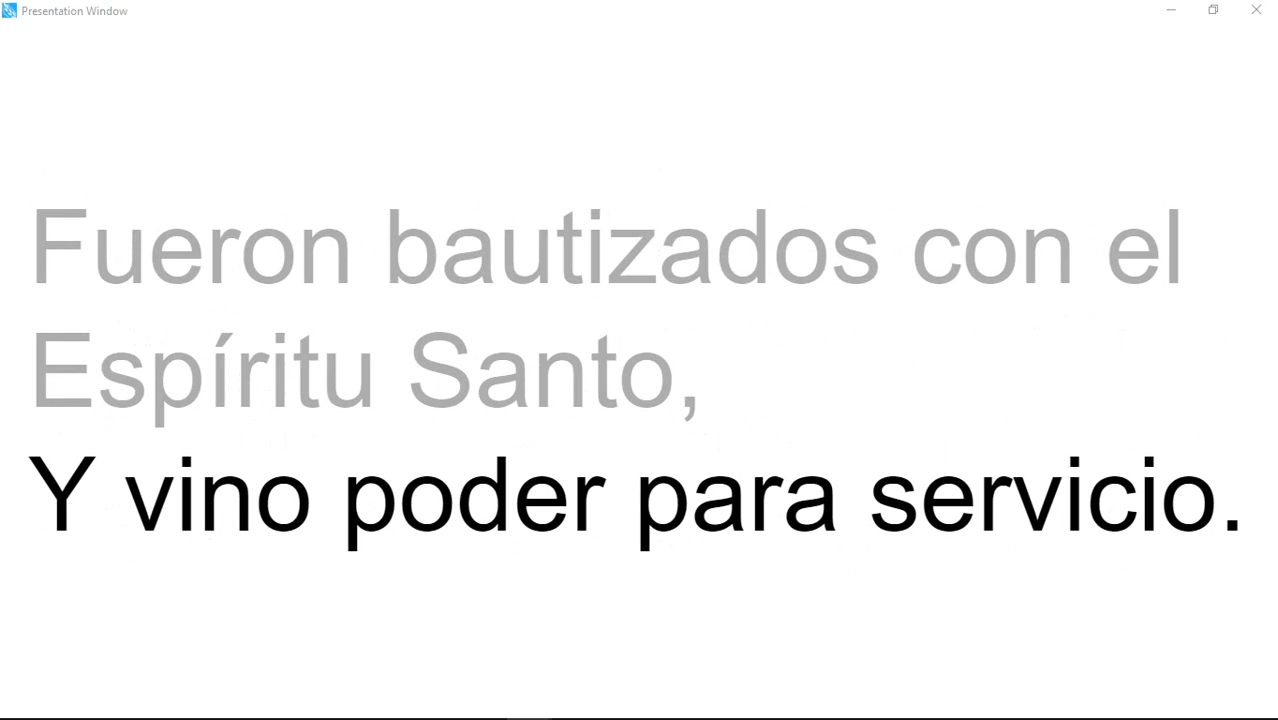 Presentation Window
Fueron bautizados con el
Espíritu Santo,
Y vino poder para servicio.